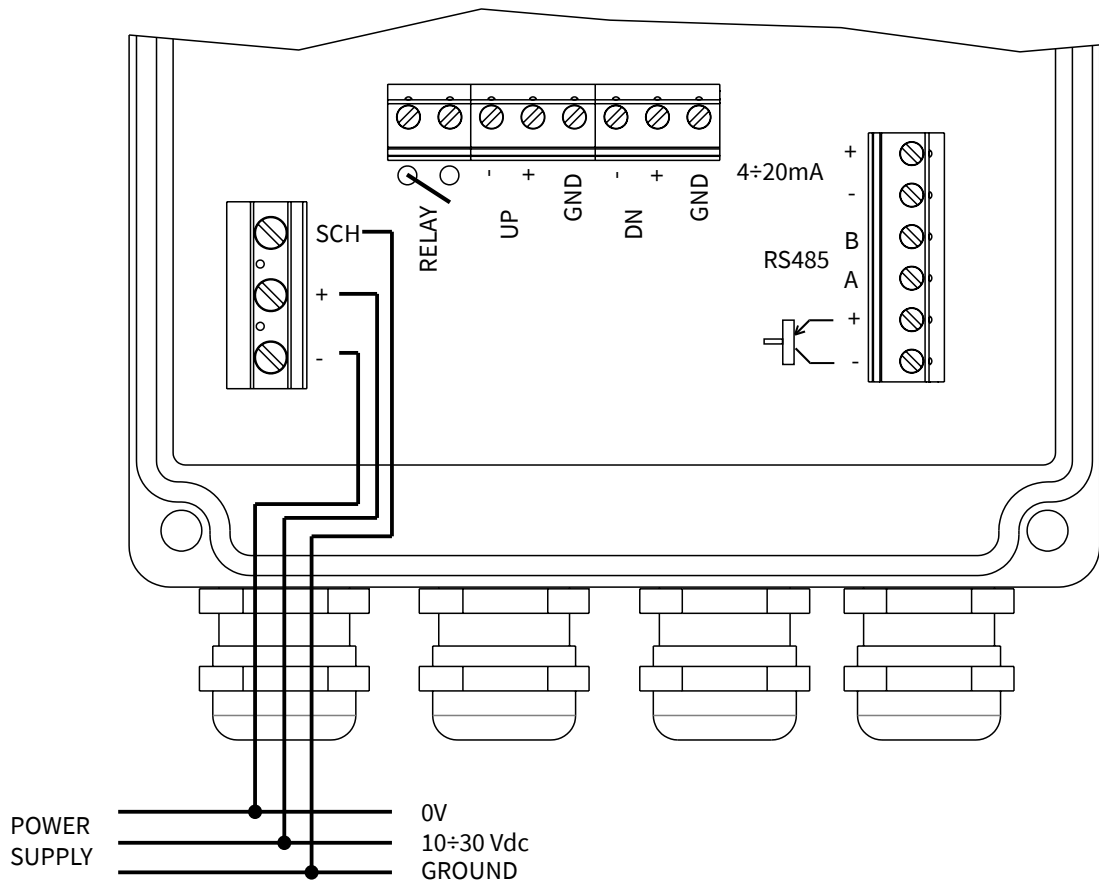 - + GND - + GND
RELAY UP DN
4÷20mA + -
RS485 B A
+ -
SCH
+
-
POWER SUPPLY
0V
10÷30 Vdc
GROUND